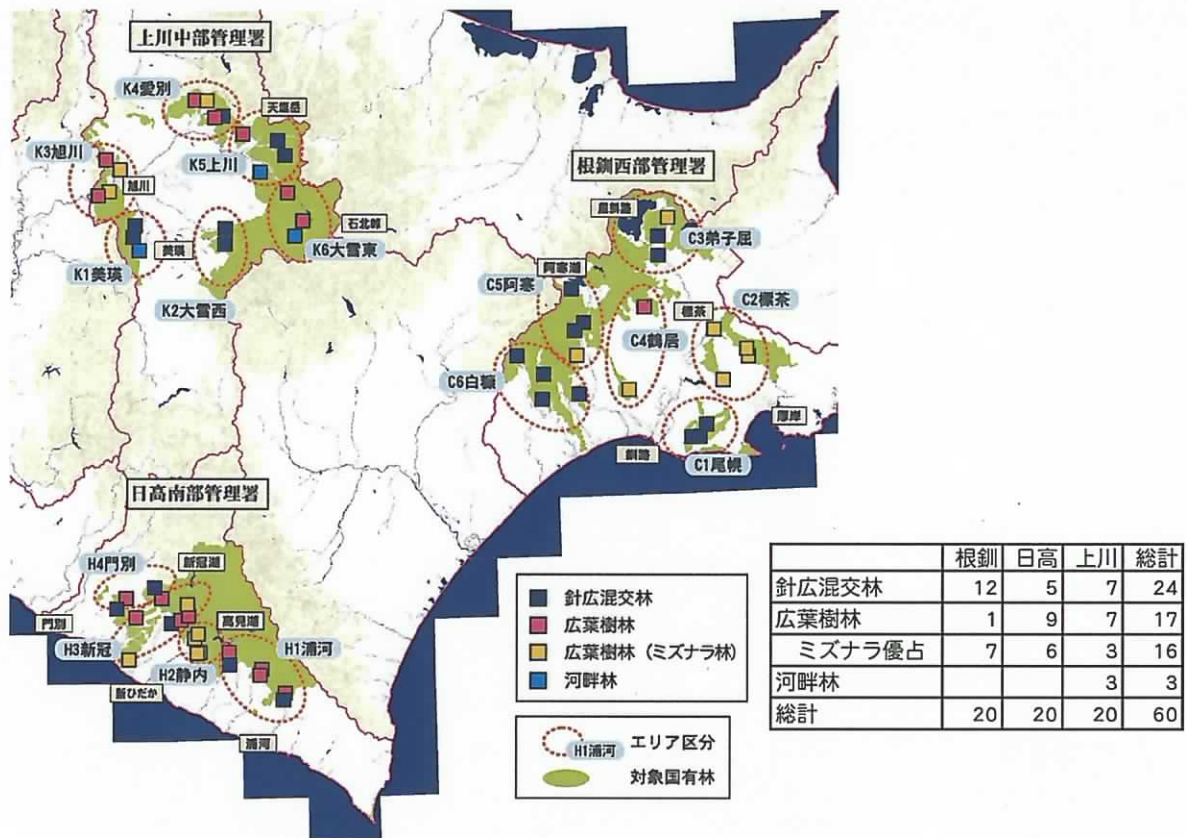 上川中部管理署
K4愛別
天塩岳
K3旭川
K5上川
旭川
根釧西部管理署
屈斜路
石北部
C3弟子屈
K6大雪東
K1美瑛
美瑛
阿寒湖
C5阿寒
C2標茶
K2大雪西
標茶
C4鶴居
C6白糠
厚岸
釧路
C1尾幌
日高南部管理署
新冠湖
H4門別
門別
高見湖
H1浦河
H3新冠
H2静内
新ひだか
浦河
針広混交林
広葉樹林
広葉樹林（ミズナラ林）
河畔林
H1浦河 エリア区分
対象国有林
根釧 日高 上川 総計
針広混交林 12 5 7 24
広葉樹林 1 9 7 17
ミズナラ優占 7 6 3 16
河畔林 3 3
総計 20 20 20 60